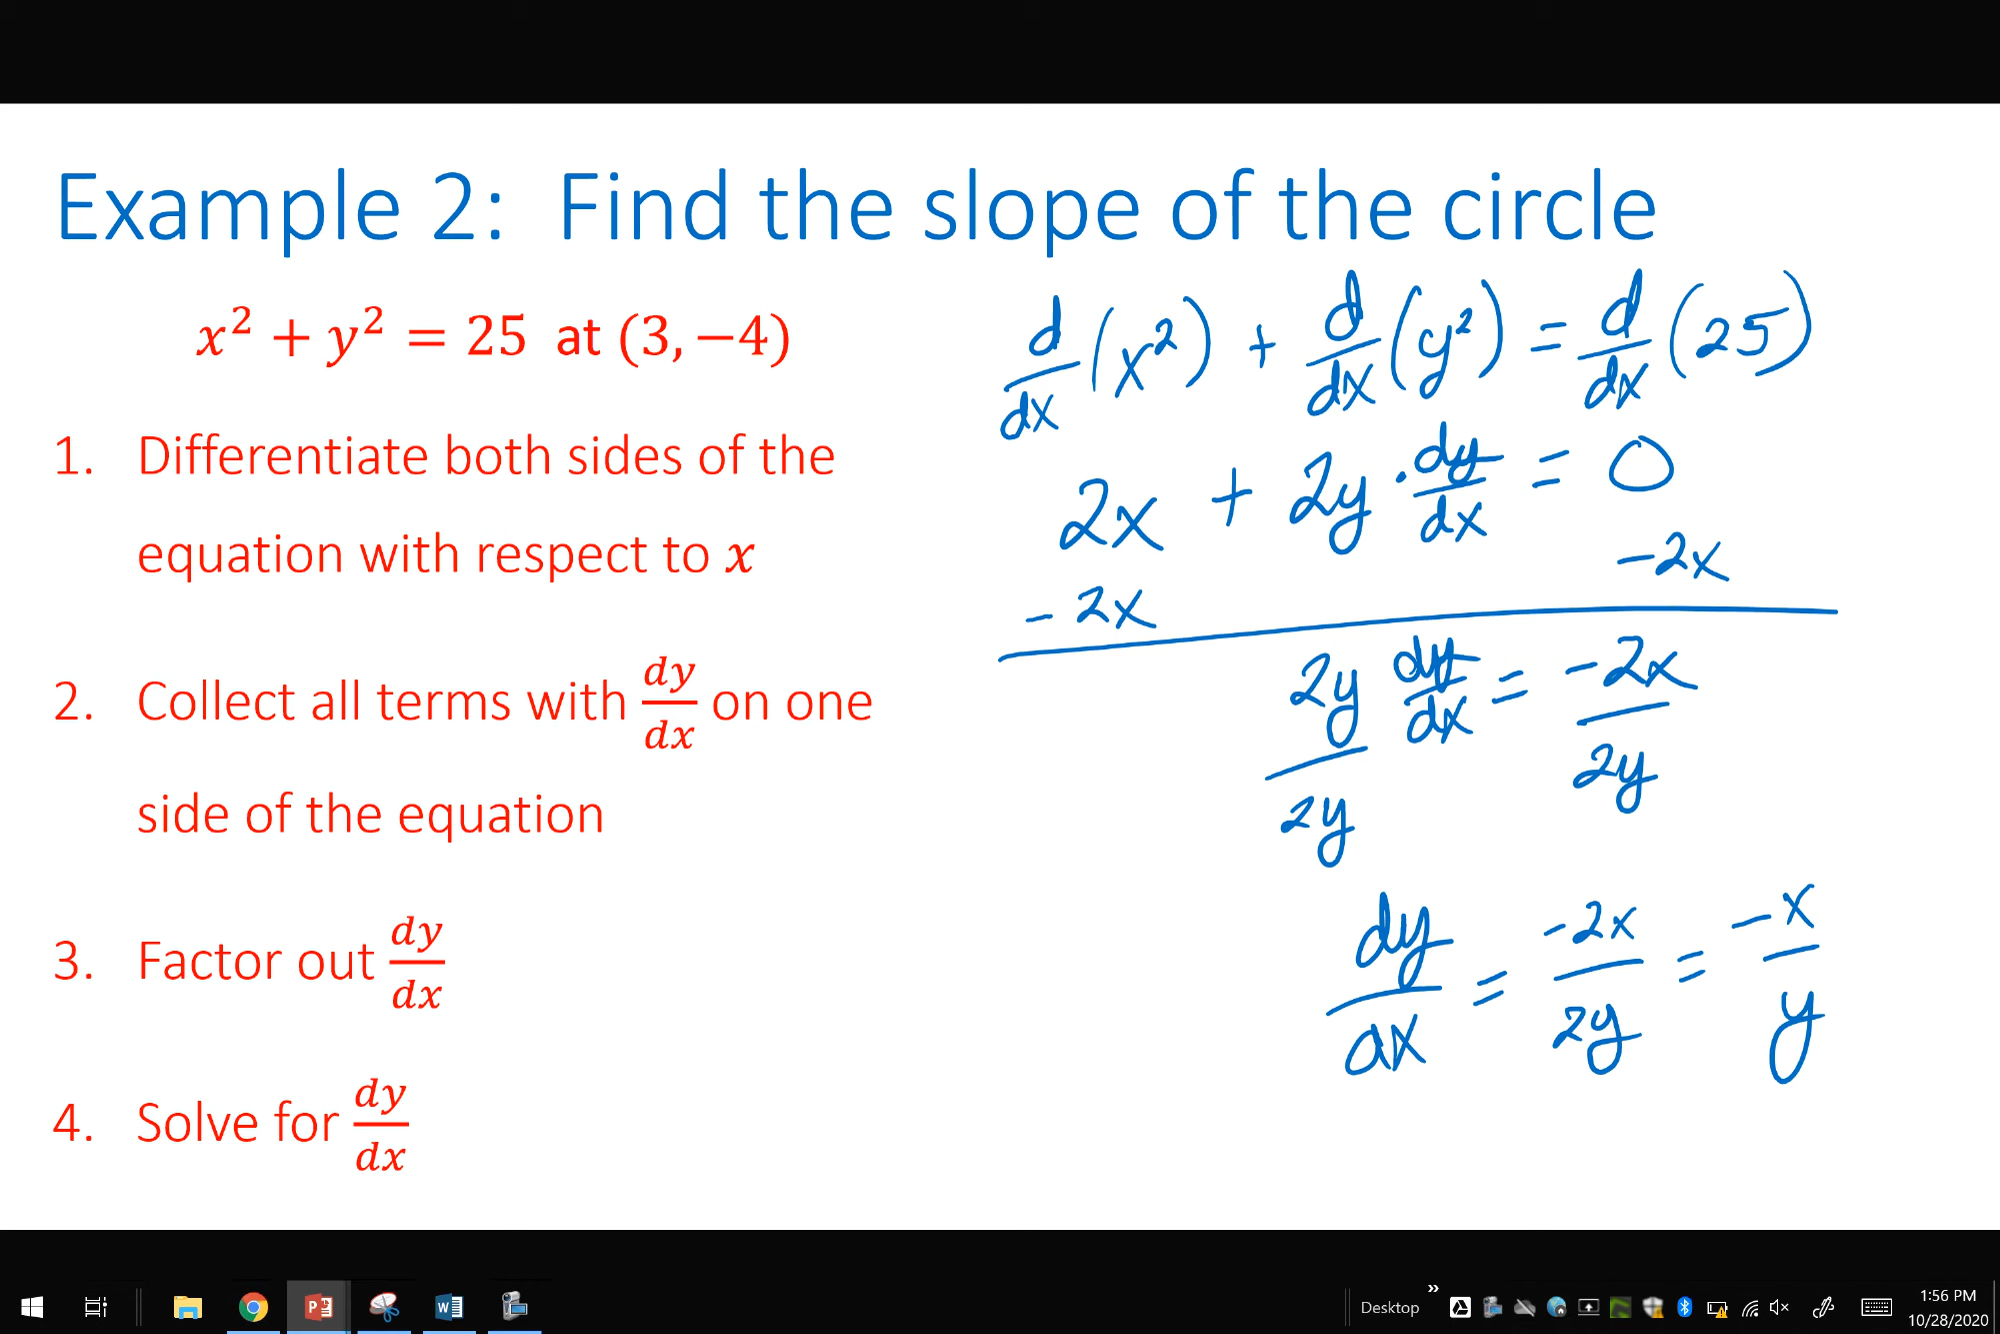 Example 2: Find the slope of the circle
x² + y² = 25 at (3, −4)
1. Differentiate both sides of the
equation with respect to x
2. Collect all terms with dy/dx on one
side of the equation
3. Factor out dy/dx
4. Solve for dy/dx
d/dx (x²) + d/dx (y²) = d/dx (25)
2x + 2y · dy/dx = 0
− 2x −2x
2y dy/dx = −2x
2y 2y
dy/dx = −2x/2y = −x/y
Desktop
1:56 PM
10/28/2020